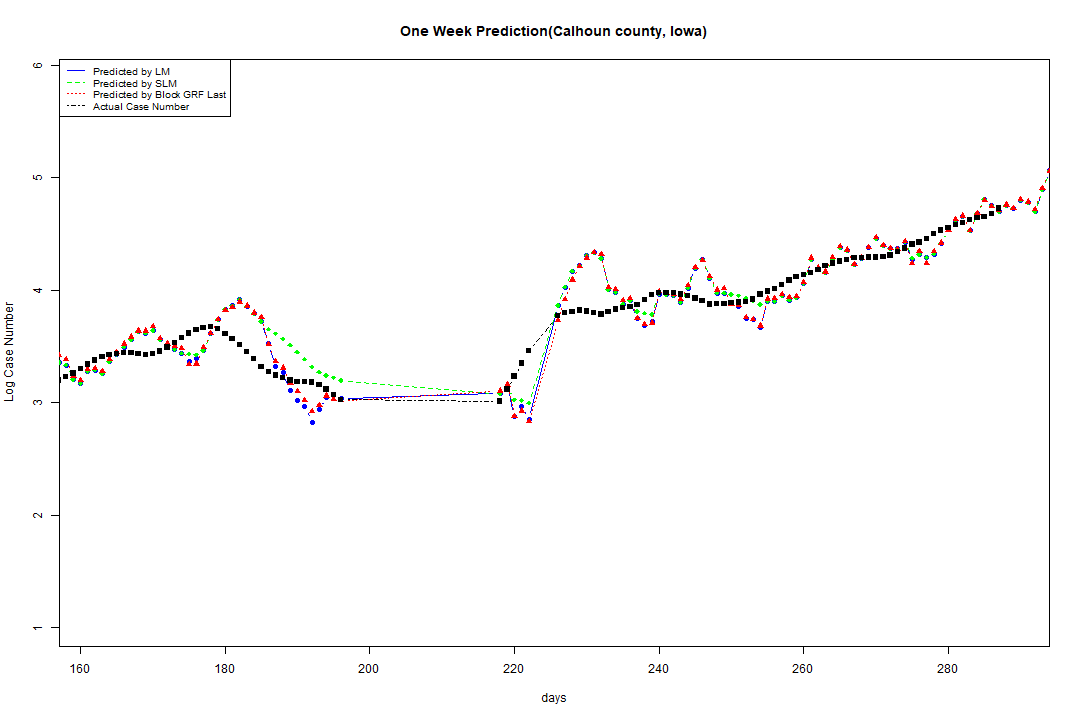 One Week Prediction(Calhoun county, Iowa)
Predicted by LM
Predicted by SLM
Predicted by Block GRF Last
Actual Case Number
6
5
4
3
2
1
Log Case Number
160 180 200 220 240 260 280
days